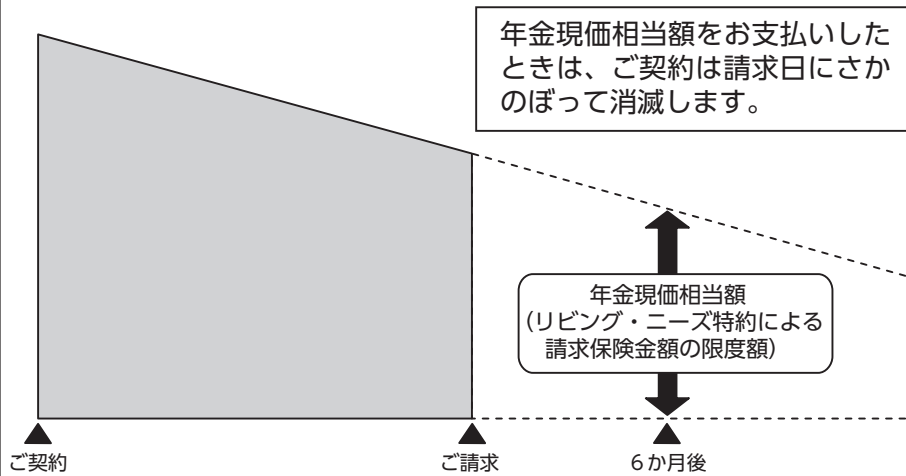 年金現価相当額をお支払いした
ときは、ご契約は請求日にさか
のぼって消滅します。
年金現価相当額
(リビング・ニーズ特約による
請求保険金額の限度額)
ご契約
ご請求
6か月後